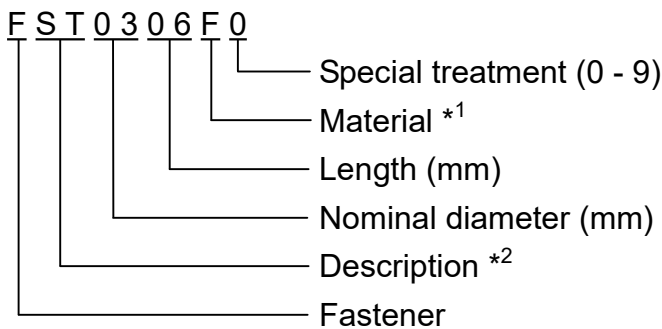 F S T 0 3 0 6 F 0
Special treatment (0 - 9)
Material *1
Length (mm)
Nominal diameter (mm)
Description *2
Fastener